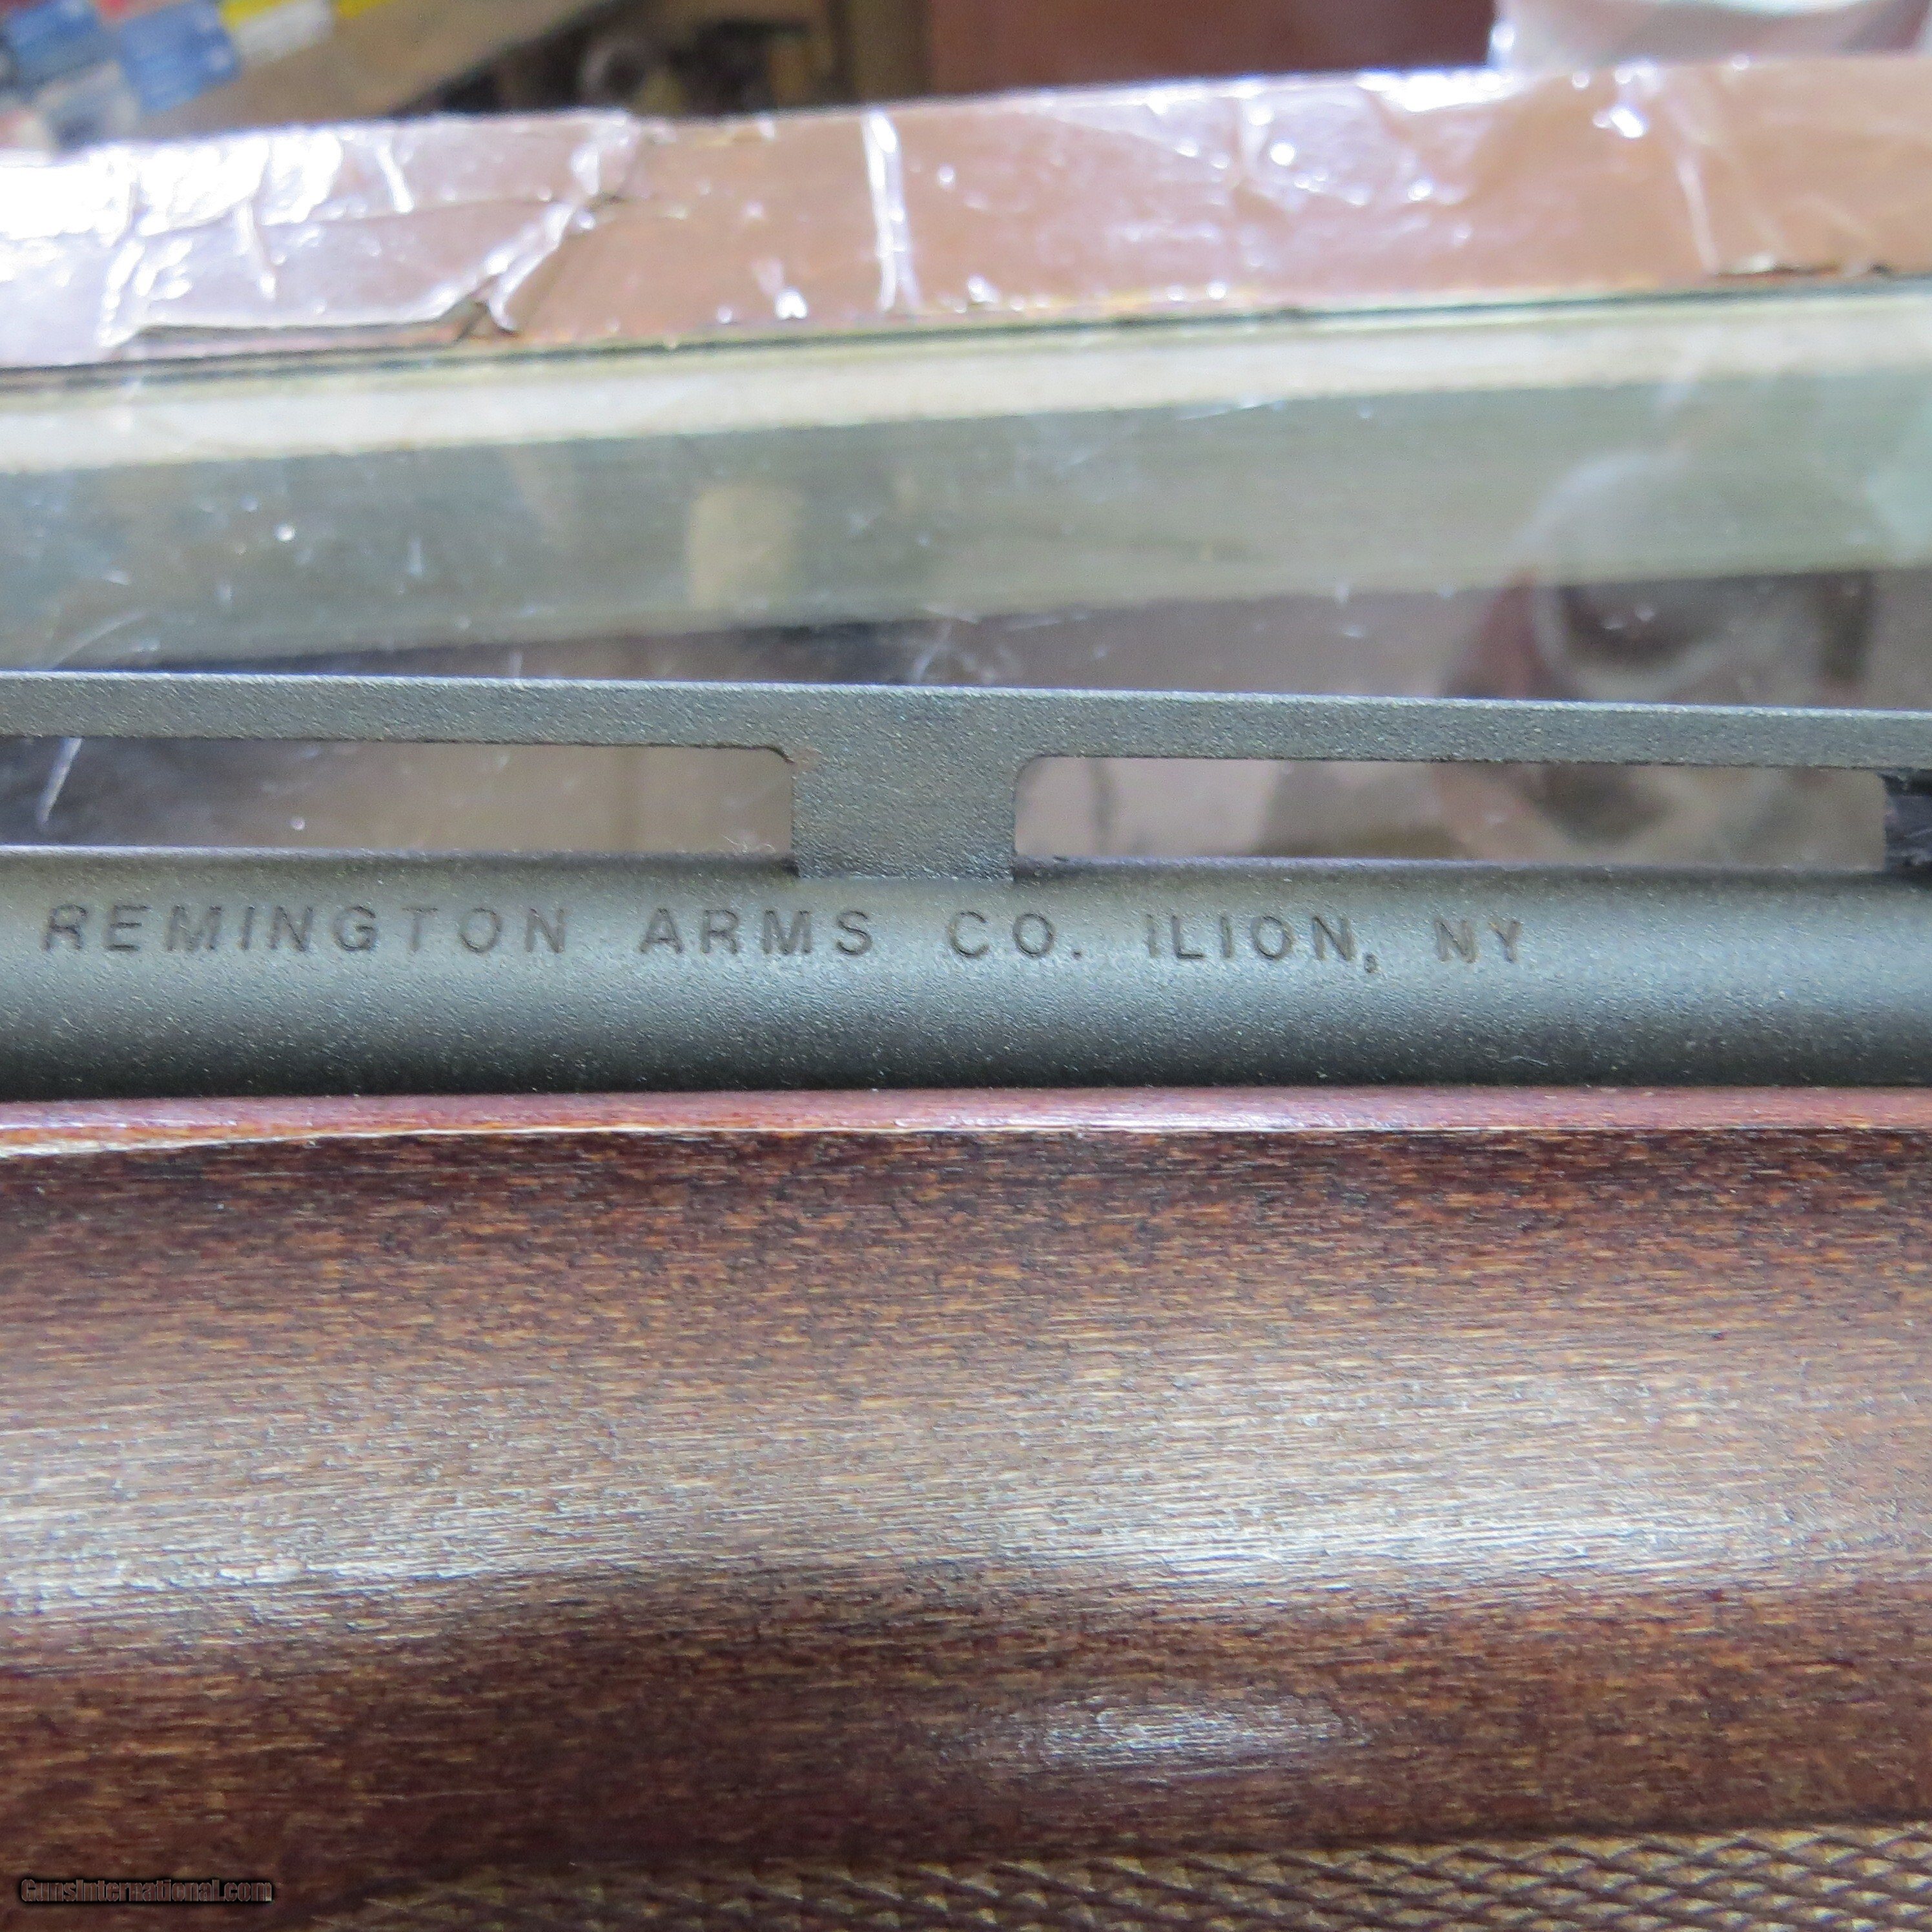 REMINGTON ARMS CO. ILION, NY
GunsInternational.com